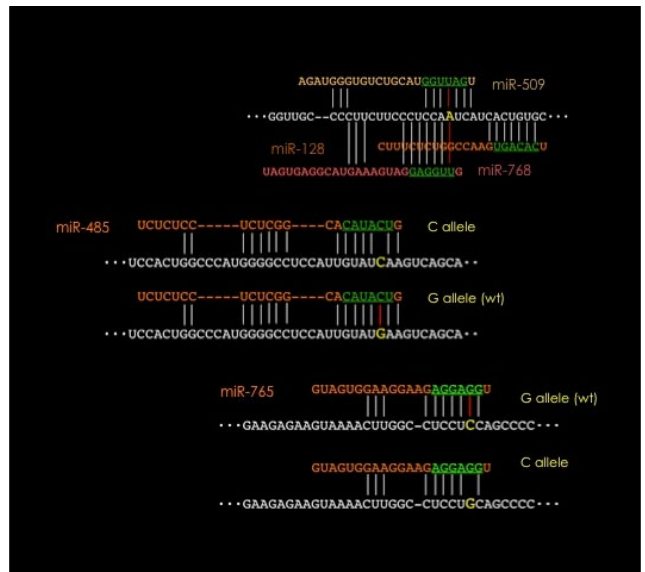 AGAUGGGUGUCUGCAUGGUUAGU miR-509
···GGUUGC--CCCUUCUUCCCUCCAAUCAUCACUGUGC···
miR-128 CUUUCUCUGGCCAAGUGACACU
UAGUGAGGCAUGAAAGUAGGAGGUUG miR-768
miR-485 UCUCUCC-----UCUCGG----CACAUACUG C allele
···UCCACUGGCCCAUGGGGCCUCCAUUGUAUCAAGUCAGCA··
UCUCUCC-----UCUCGG----CACAUACUG G allele (wt)
···UCCACUGGCCCAUGGGGCCUCCAUUGUAUGAAGUCAGCA··
miR-765 GUAGUGGAAGGAAGAGGAGGU G allele (wt)
···GAAGAGAAGUAAAACUUGGC-CUCCUCCAGCCCC···
GUAGUGGAAGGAAGAGGAGGU C allele
···GAAGAGAAGUAAAACUUGGC-CUCCUGCAGCCCC···